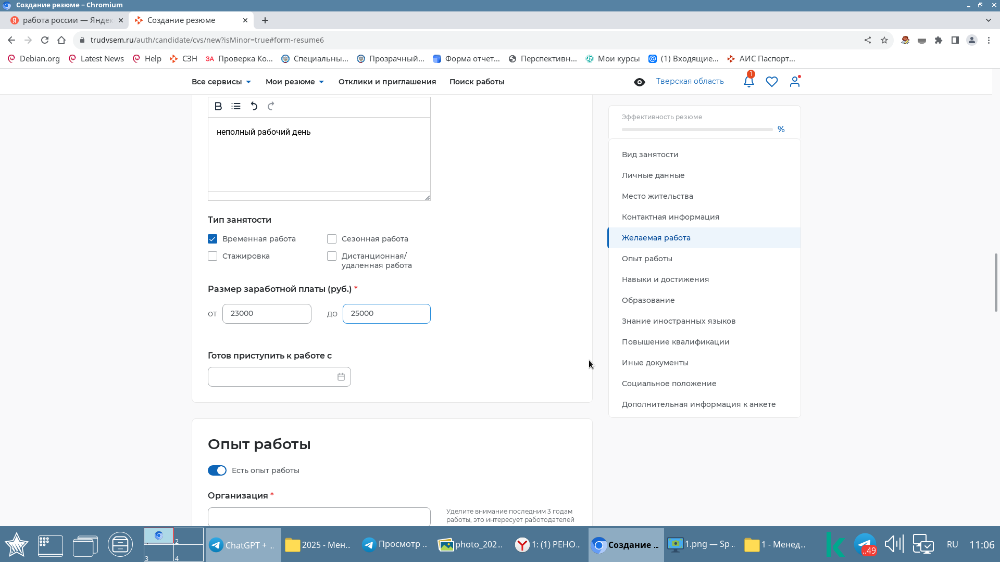 Создание резюме – Chromium
работа россии — Яндек
Создание резюме
trudvsem.ru/auth/candidate/cvs/new?isMinor=true#form-resume6
Debian.org
Latest News
Help
СЗН
ЗА Проверка Ко...
Специальны...
Прозрачный...
Форма отчет...
Перспективн...
Мои курсы
(1) Входящие...
АИС Паспорт...
Все сервисы
Мои резюме
Отклики и приглашения
Поиск работы
Тверская область
1
B
неполный рабочий день
Тип занятости
Временная работа
Сезонная работа
Стажировка
Дистанционная/
удаленная работа
Размер заработной платы (руб.) *
от 23000 до 25000
Готов приступить к работе с
Опыт работы
Есть опыт работы
Организация *
Уделите внимание последним 3 годам
работы, это интересует работодателей
Эффективность резюме
%
Вид занятости
Личные данные
Место жительства
Контактная информация
Желаемая работа
Опыт работы
Навыки и достижения
Образование
Знание иностранных языков
Повышение квалификации
Иные документы
Социальное положение
Дополнительная информация к анкете
2
3
4
ChatGPT + ...
2025 - Мен...
Просмотр ...
photo_202...
1: (1) РЕНО...
Создание ...
1.png — Sp...
1 - Менед...
..49
RU
11:06